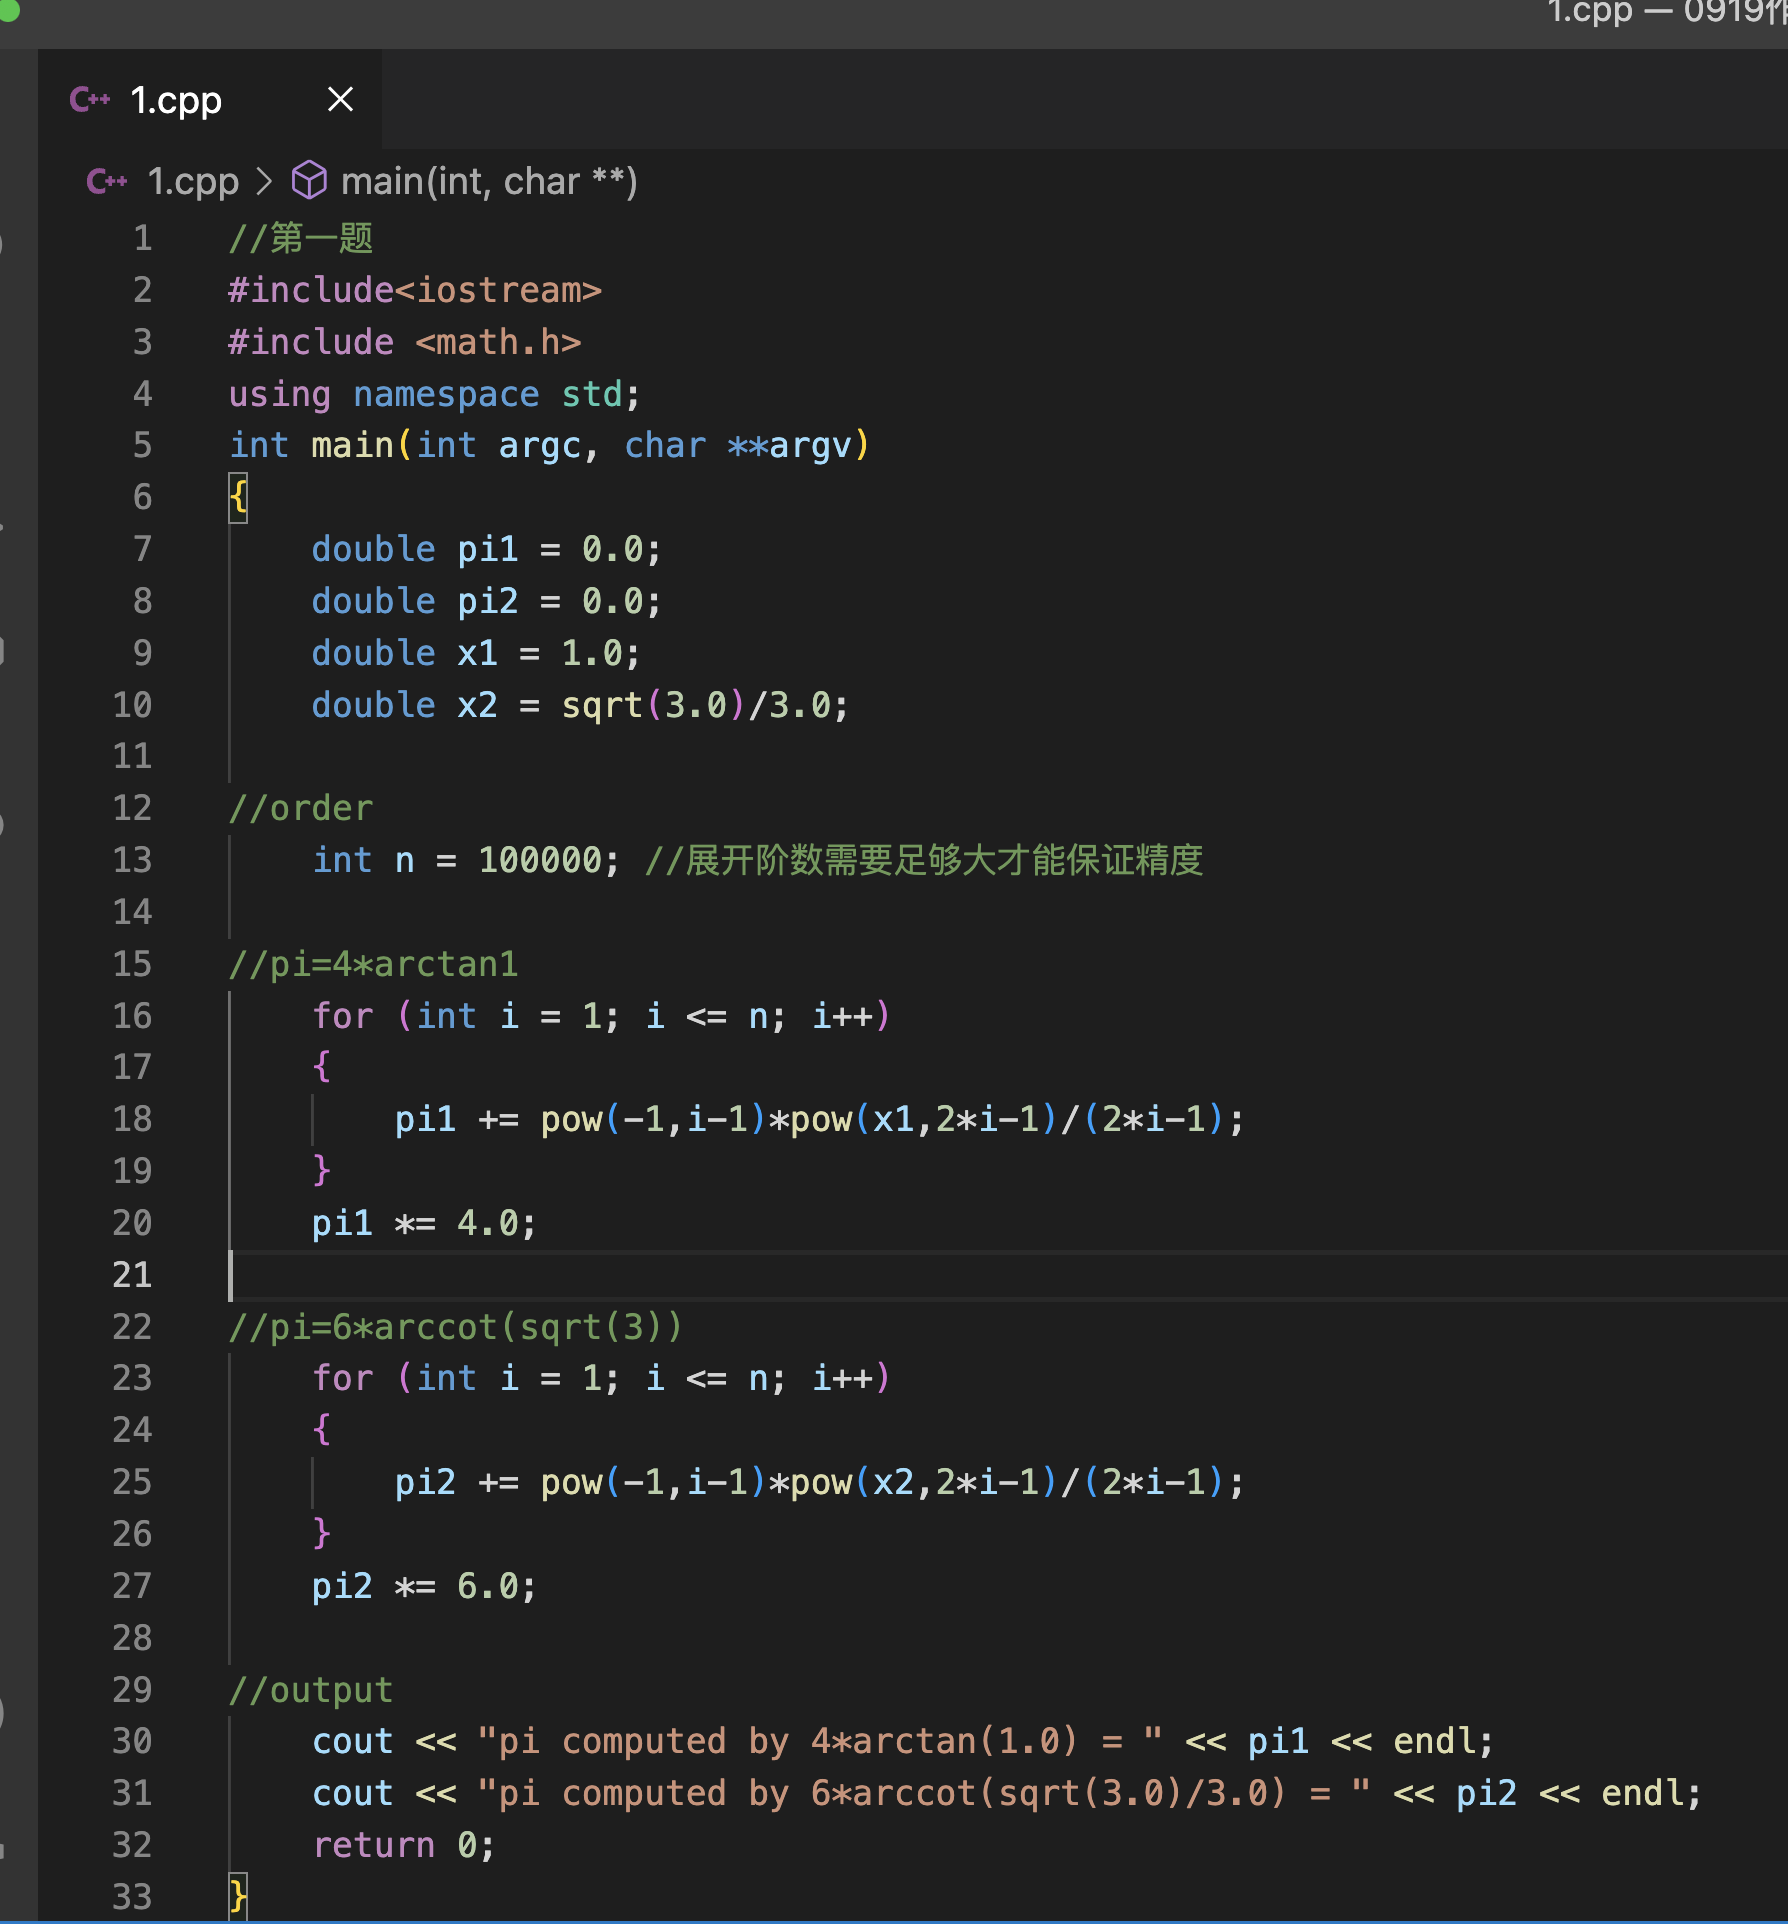 1.cpp — 0919
C++ 1.cpp
C++ 1.cpp > main(int, char **)
1 //第一题
2 #include<iostream>
3 #include <math.h>
4 using namespace std;
5 int main(int argc, char **argv)
6 {
7     double pi1 = 0.0;
8     double pi2 = 0.0;
9     double x1 = 1.0;
10     double x2 = sqrt(3.0)/3.0;
11
12 //order
13     int n = 100000; //展开阶数需要足够大才能保证精度
14
15 //pi=4*arctan1
16     for (int i = 1; i <= n; i++)
17     {
18         pi1 += pow(-1,i-1)*pow(x1,2*i-1)/(2*i-1);
19     }
20     pi1 *= 4.0;
21
22 //pi=6*arccot(sqrt(3))
23     for (int i = 1; i <= n; i++)
24     {
25         pi2 += pow(-1,i-1)*pow(x2,2*i-1)/(2*i-1);
26     }
27     pi2 *= 6.0;
28
29 //output
30     cout << "pi computed by 4*arctan(1.0) = " << pi1 << endl;
31     cout << "pi computed by 6*arccot(sqrt(3.0)/3.0) = " << pi2 << endl;
32     return 0;
33 }